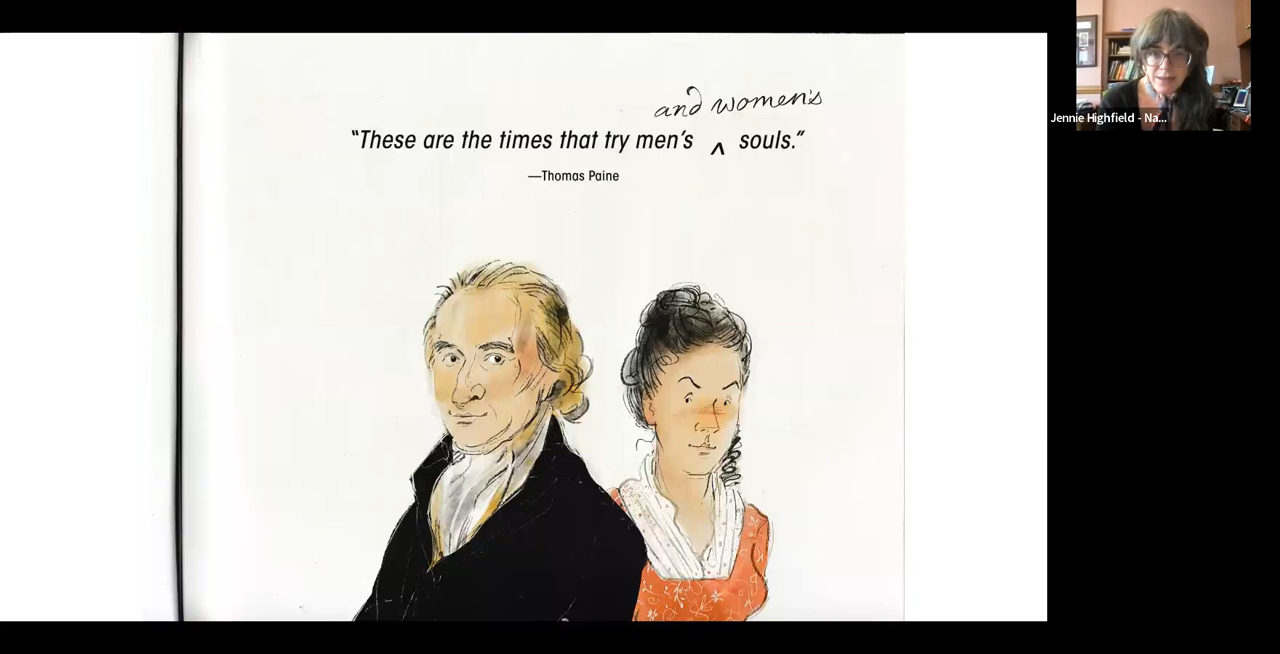 and women's
"These are the times that try men's ^ souls."
—Thomas Paine
Jennie Highfield - Na...